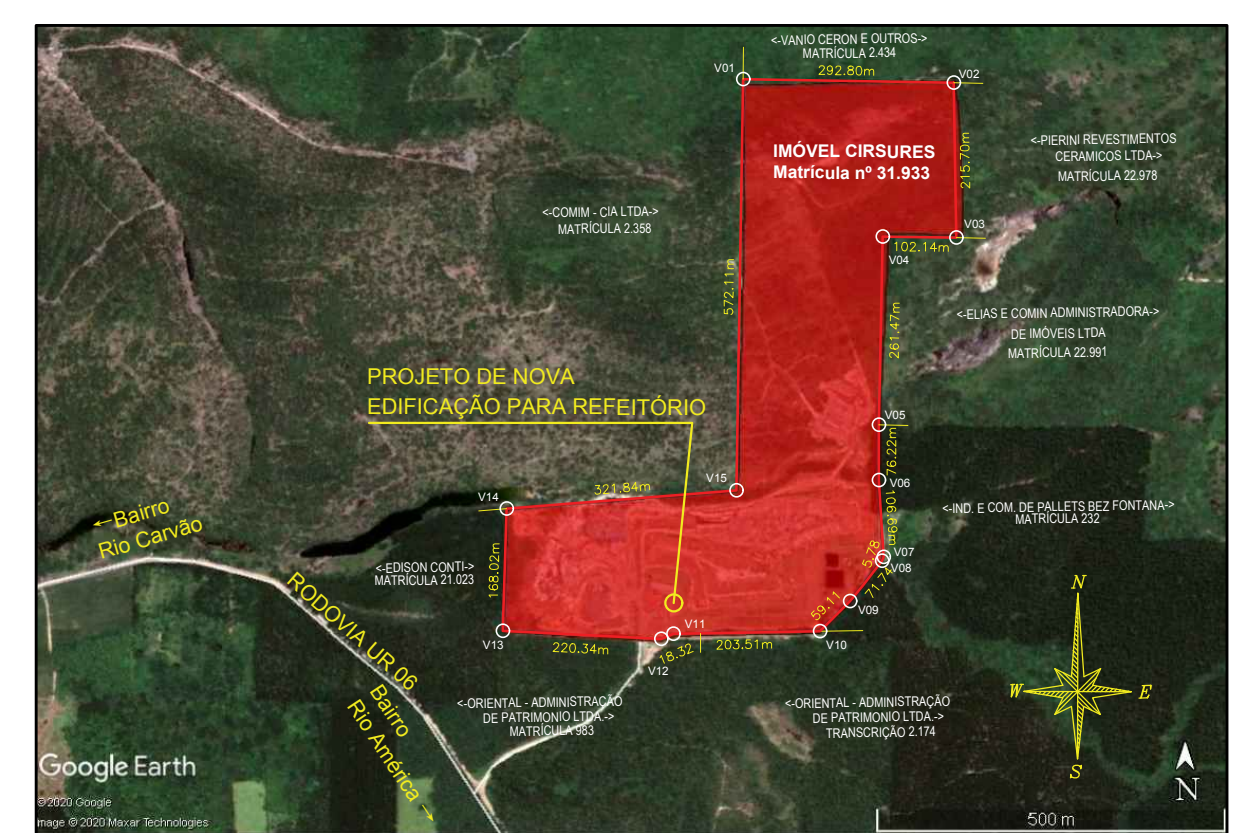 <-VANIO CERON E OUTROS->
MATRÍCULA 2.434
V01
292.80m
V02
IMÓVEL CIRSURES
Matrícula nº 31.933
215.70m
<-PIERINI REVESTIMENTOS
CERAMICOS LTDA->
MATRÍCULA 22.978
<-COMIM - CIA LTDA->
MATRÍCULA 2.358
V03
102.14m
V04
572.11m
261.47m
<-ELIAS E COMIN ADMINISTRADORA->
DE IMÓVEIS LTDA
MATRÍCULA 22.991
PROJETO DE NOVA
EDIFICAÇÃO PARA REFEITÓRIO
V05
76.22m
V15
V06
321.84m
V14
106.69m
<-IND. E COM. DE PALLETS BEZ FONTANA->
MATRÍCULA 232
←Bairro
Rio Carvão
<-EDISON CONTI->
MATRÍCULA 21.023
168.02m
5.78
V07
V08
71.74
RODOVIA UR 06
59.11
V09
V13
220.34m
V12
18.32
V11
203.51m
V10
Bairro
Rio América →
<-ORIENTAL - ADMINISTRAÇÃO
DE PATRIMONIO LTDA.->
MATRÍCULA 983
<-ORIENTAL - ADMINISTRAÇÃO
DE PATRIMONIO LTDA.->
TRANSCRIÇÃO 2.174
N
W
E
S
N
500 m
Google Earth
©2020 Google
mage © 2020 Maxar Technologies